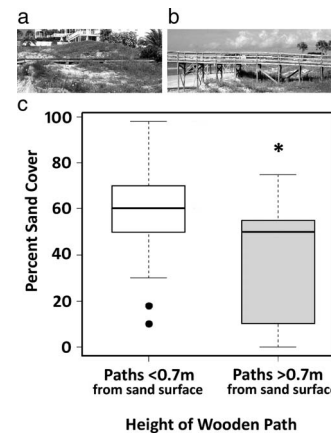 a
b
c
100
80
60
40
20
0
Percent Sand Cover
*
Paths <0.7m
from sand surface
Paths >0.7m
from sand surface
Height of Wooden Path